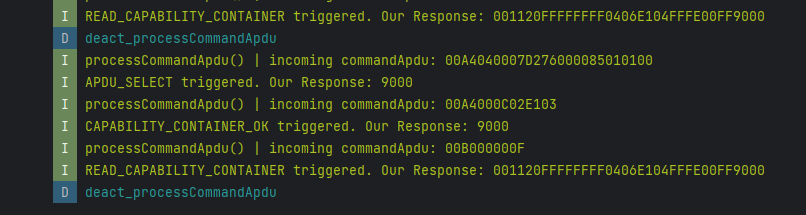 I READ_CAPABILITY_CONTAINER triggered. Our Response: 001120FFFFFFFF0406E104FFFE00FF9000
D deact_processCommandApdu
I processCommandApdu() | incoming commandApdu: 00A4040007D276000085010100
I APDU_SELECT triggered. Our Response: 9000
I processCommandApdu() | incoming commandApdu: 00A4000C02E103
I CAPABILITY_CONTAINER_OK triggered. Our Response: 9000
I processCommandApdu() | incoming commandApdu: 00B000000F
I READ_CAPABILITY_CONTAINER triggered. Our Response: 001120FFFFFFFF0406E104FFFE00FF9000
D deact_processCommandApdu